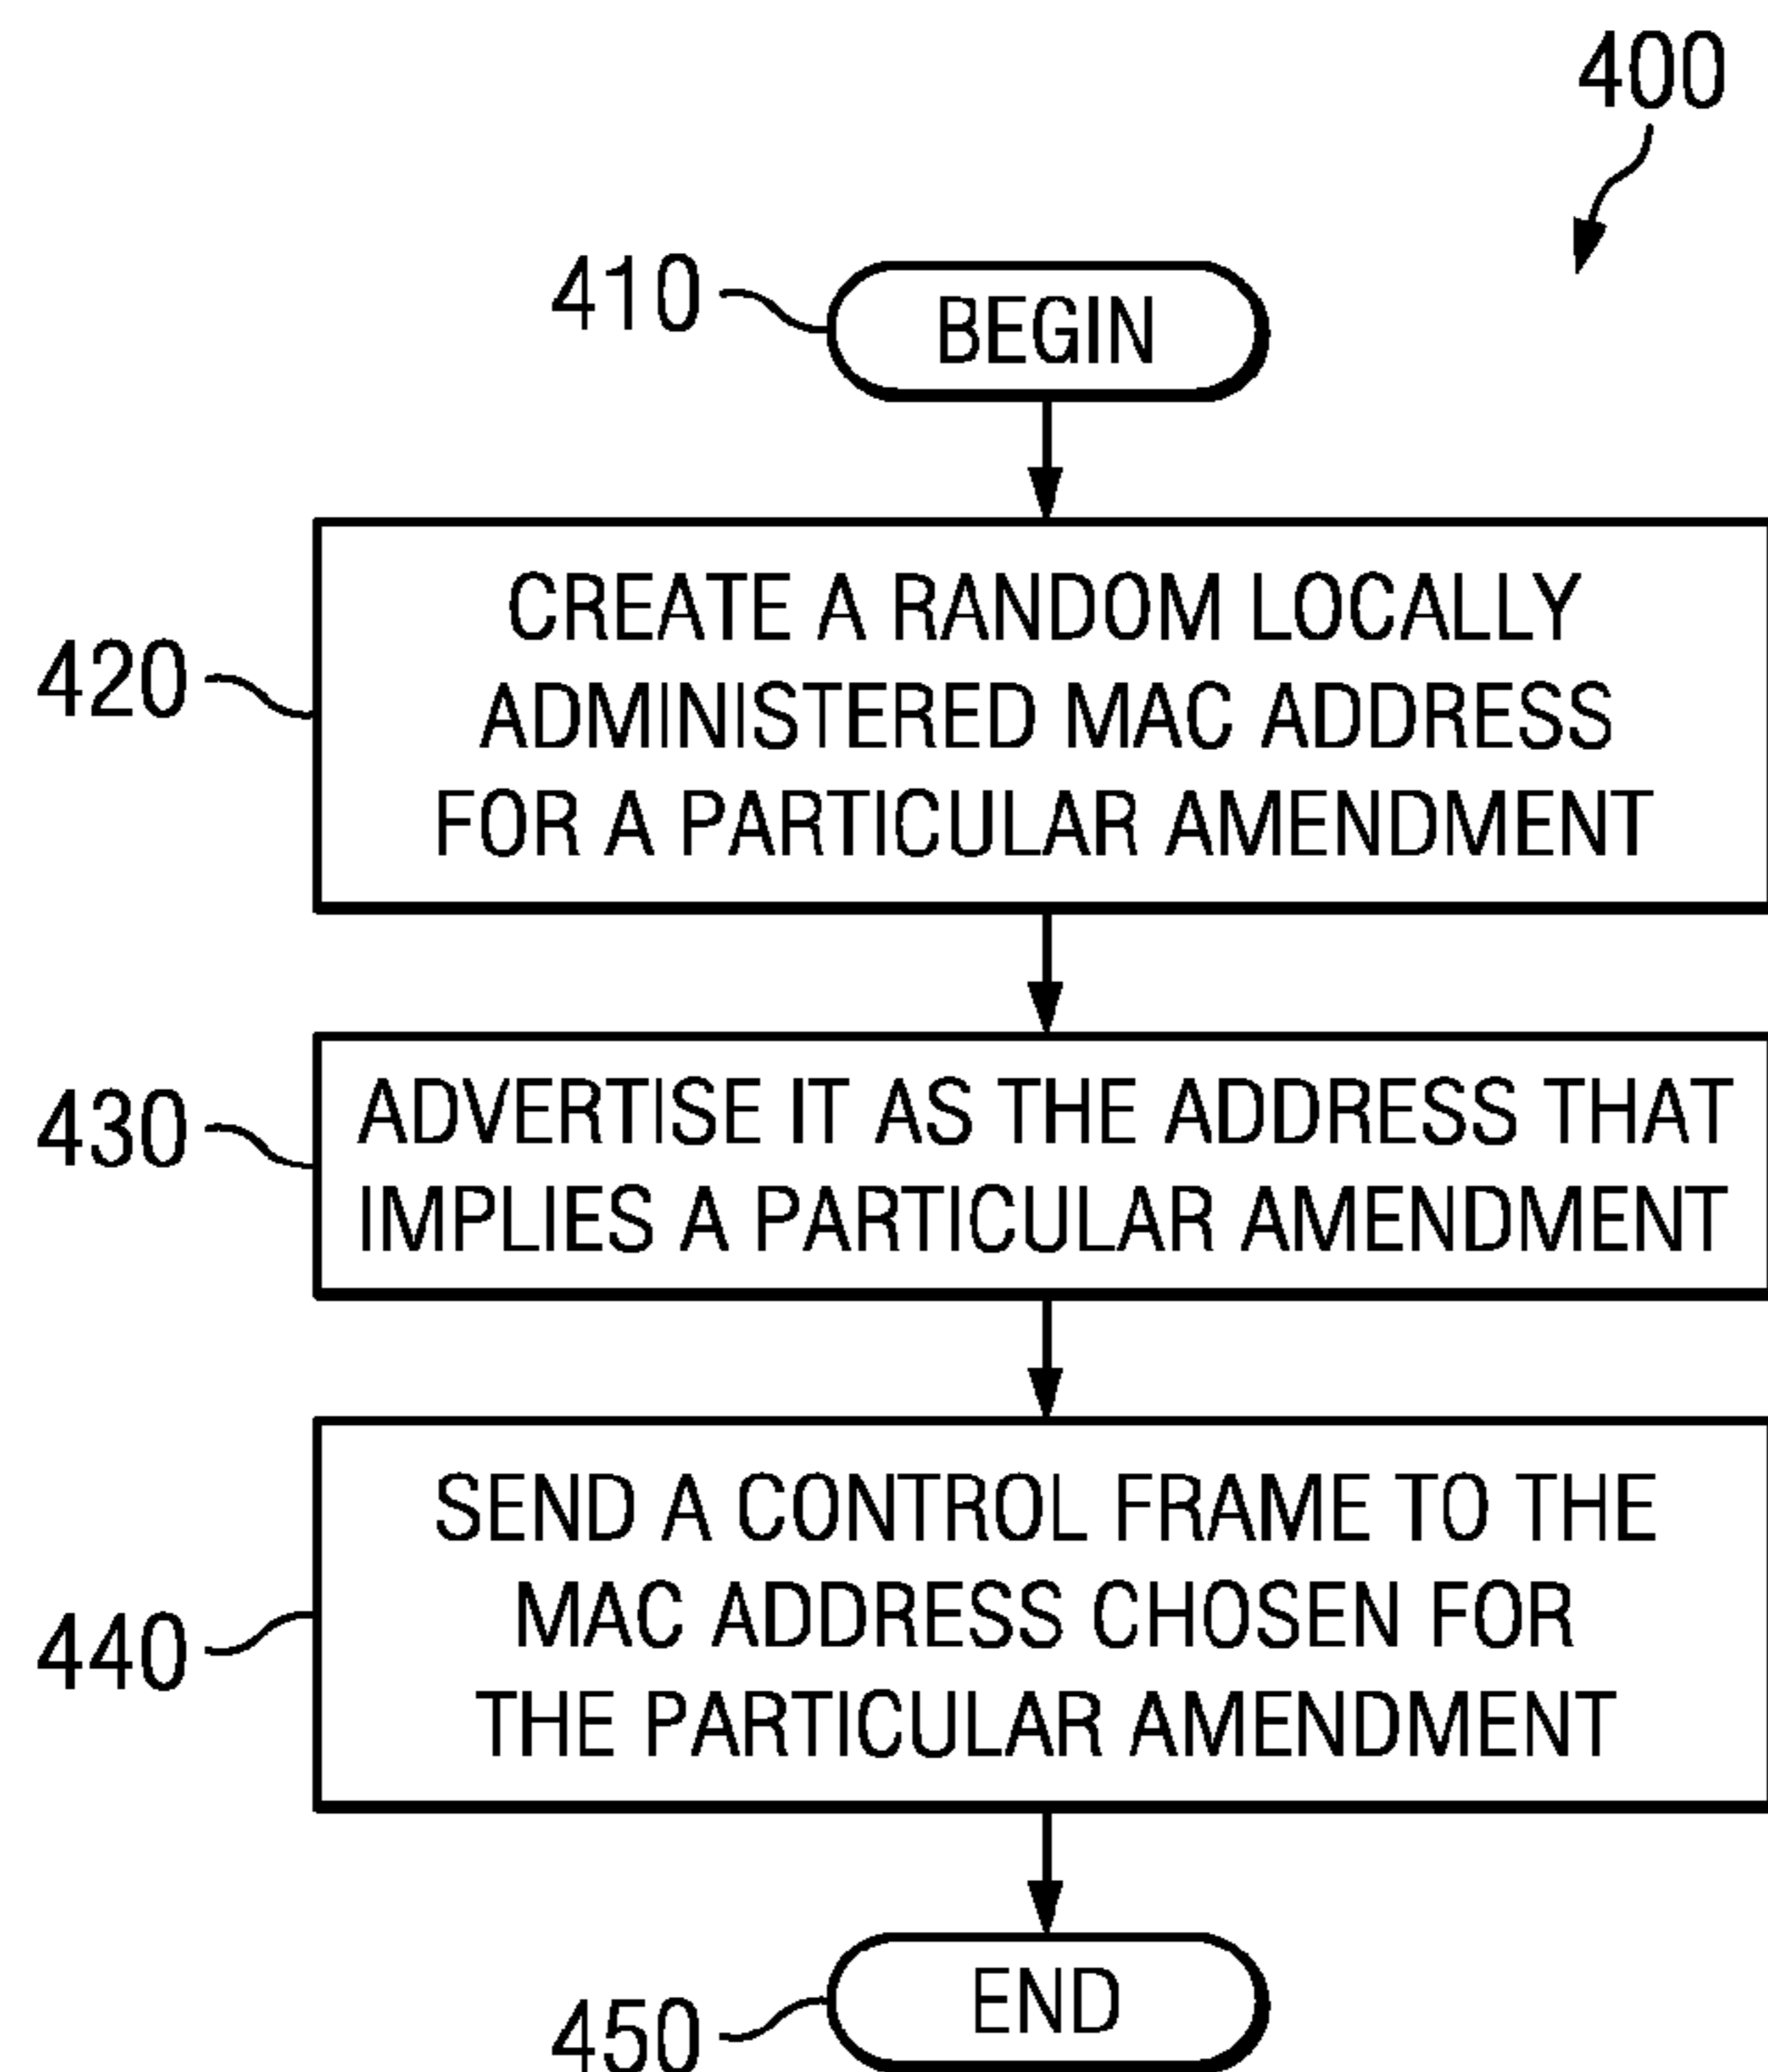 400
410
BEGIN
420
CREATE A RANDOM LOCALLY
ADMINISTERED MAC ADDRESS
FOR A PARTICULAR AMENDMENT
430
ADVERTISE IT AS THE ADDRESS THAT
IMPLIES A PARTICULAR AMENDMENT
440
SEND A CONTROL FRAME TO THE
MAC ADDRESS CHOSEN FOR
THE PARTICULAR AMENDMENT
450
END